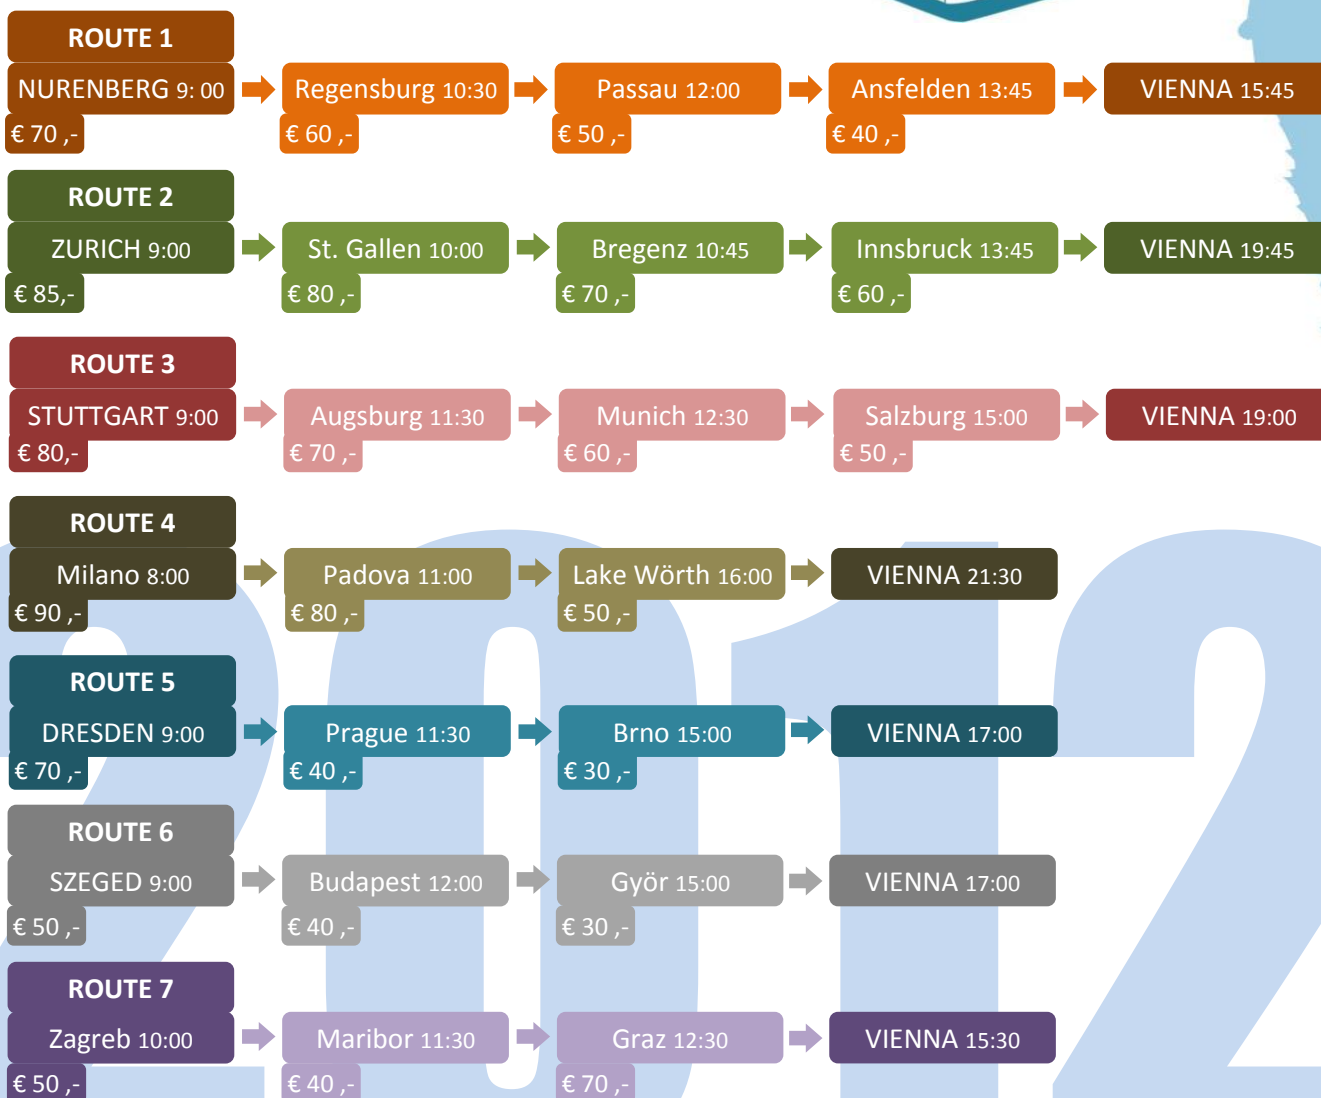 ROUTE 1
NURENBERG 9: 00 Regensburg 10:30 Passau 12:00 Ansfelden 13:45 VIENNA 15:45
€ 70 ,- € 60 ,- € 50 ,- € 40 ,-
ROUTE 2
ZURICH 9:00 St. Gallen 10:00 Bregenz 10:45 Innsbruck 13:45 VIENNA 19:45
€ 85,- € 80 ,- € 70 ,- € 60 ,-
ROUTE 3
STUTTGART 9:00 Augsburg 11:30 Munich 12:30 Salzburg 15:00 VIENNA 19:00
€ 80,- € 70 ,- € 60 ,- € 50 ,-
ROUTE 4
Milano 8:00 Padova 11:00 Lake Wörth 16:00 VIENNA 21:30
€ 90 ,- € 80 ,- € 50 ,-
ROUTE 5
DRESDEN 9:00 Prague 11:30 Brno 15:00 VIENNA 17:00
€ 70 ,- € 40 ,- € 30 ,-
ROUTE 6
SZEGED 9:00 Budapest 12:00 Györ 15:00 VIENNA 17:00
€ 50 ,- € 40 ,- € 30 ,-
ROUTE 7
Zagreb 10:00 Maribor 11:30 Graz 12:30 VIENNA 15:30
€ 50 ,- € 40 ,- € 70 ,-
2012